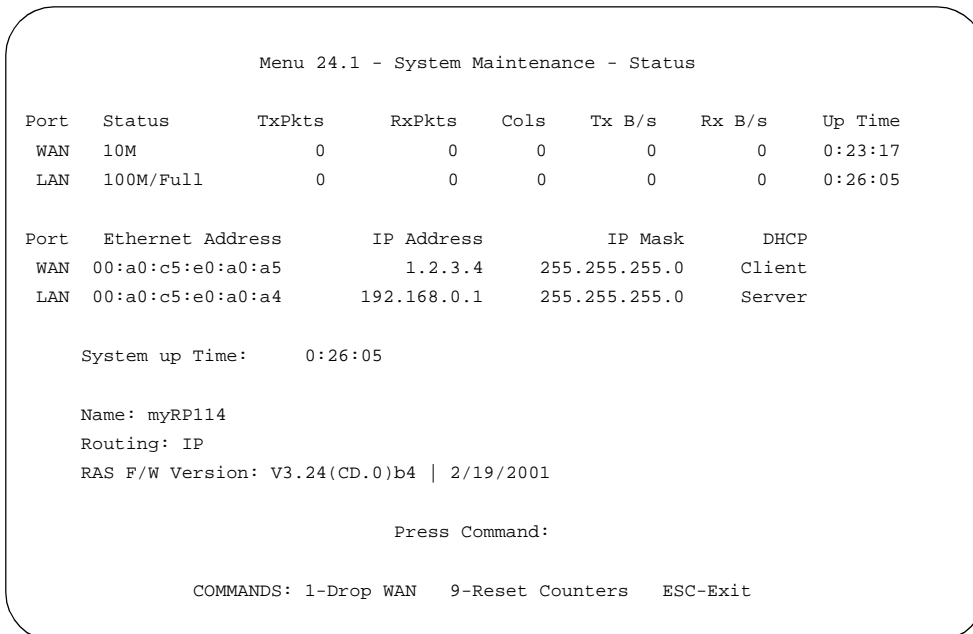 Menu 24.1 - System Maintenance - Status
Port Status TxPkts RxPkts Cols Tx B/s Rx B/s Up Time
WAN 10M 0 0 0 0 0 0:23:17
LAN 100M/Full 0 0 0 0 0 0:26:05
Port Ethernet Address IP Address IP Mask DHCP
WAN 00:a0:c5:e0:a0:a5 1.2.3.4 255.255.255.0 Client
LAN 00:a0:c5:e0:a0:a4 192.168.0.1 255.255.255.0 Server
System up Time: 0:26:05
Name: myRP114
Routing: IP
RAS F/W Version: V3.24(CD.0)b4 | 2/19/2001
Press Command:
COMMANDS: 1-Drop WAN 9-Reset Counters ESC-Exit